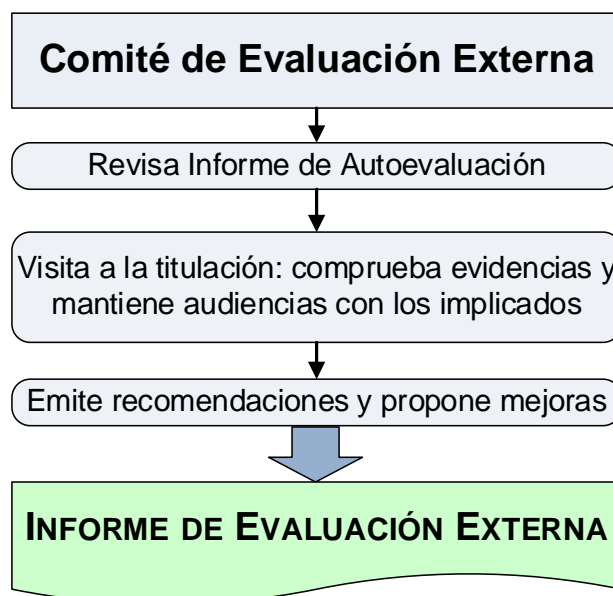 Comité de Evaluación Externa
Revisa Informe de Autoevaluación
Visita a la titulación: comprueba evidencias y
mantiene audiencias con los implicados
Emite recomendaciones y propone mejoras
INFORME DE EVALUACIÓN EXTERNA